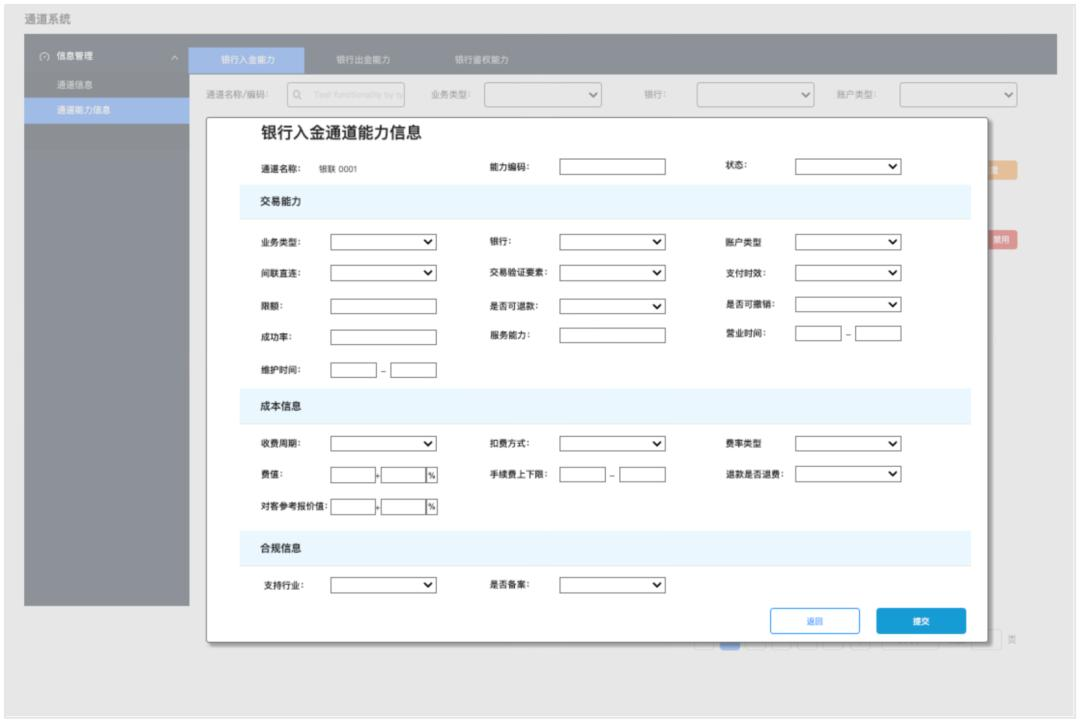 通道系统
信息管理
银行入金能力 银行出金能力 银行鉴权能力
通道信息
通道名称/编码: Test functionality by 业务类型: 银行: 账户类型:
通道能力信息
银行入金通道能力信息
通道名称: 银联 0001 能力编码: 状态:
交易能力
禁用
业务类型: 银行: 账户类型
间联直连: 交易验证要素: 支付时效:
限额: 是否可退款: 是否可撤销:
成功率: 服务能力: 营业时间: –
维护时间: –
成本信息
收费周期: 扣费方式: 费率类型
费值: + % 手续费上下限: – 退款是否退费:
对客参考报价值: + %
合规信息
支持行业: 是否备案:
返回 提交
页